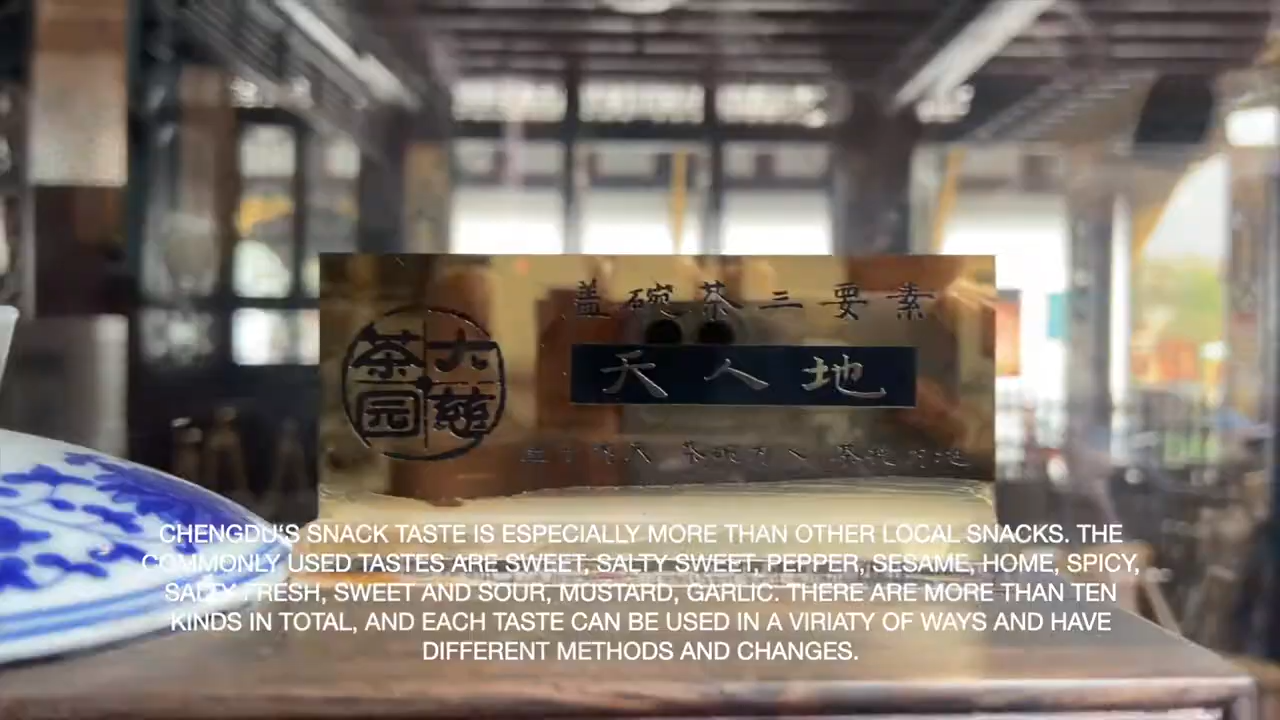 盖碗茶三要素
大慈
茶园
天人地
CHENGDU'S SNACK TASTE IS ESPECIALLY MORE THAN OTHER LOCAL SNACKS. THE
COMMONLY USED TASTES ARE SWEET, SALTY SWEET, PEPPER, SESAME, HOME, SPICY,
SALTY FRESH, SWEET AND SOUR, MUSTARD, GARLIC. THERE ARE MORE THAN TEN
KINDS IN TOTAL, AND EACH TASTE CAN BE USED IN A VIRIATY OF WAYS AND HAVE
DIFFERENT METHODS AND CHANGES.